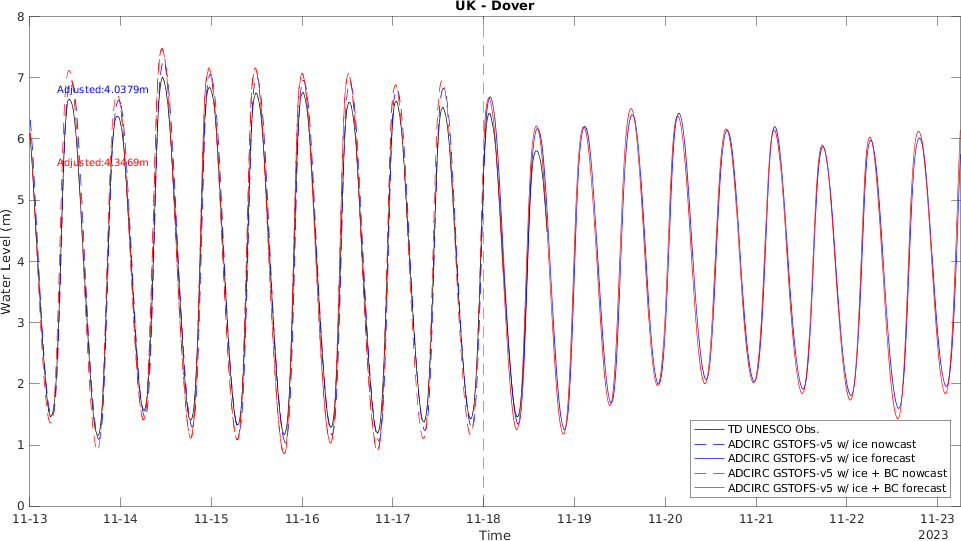 UK - Dover
8
7
6
5
4
3
2
1
0
Water Level (m)
Adjusted:4.0379m
Adjusted:4.3469m
TD UNESCO Obs.
ADCIRC GSTOFS-v5 w/ ice nowcast
ADCIRC GSTOFS-v5 w/ ice forecast
ADCIRC GSTOFS-v5 w/ ice + BC nowcast
ADCIRC GSTOFS-v5 w/ ice + BC forecast
11-13 11-14 11-15 11-16 11-17 11-18 11-19 11-20 11-21 11-22 11-23
Time
2023